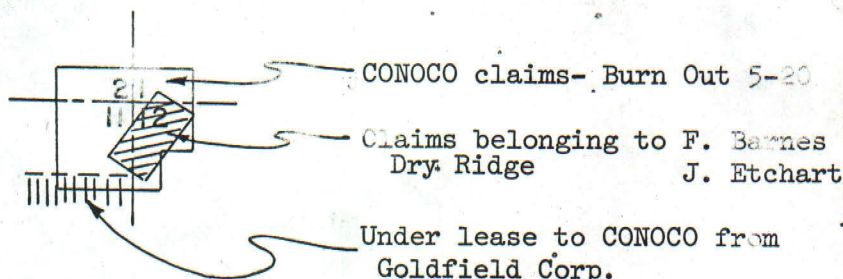 CONOCO claims- Burn Out 5-20
2 1
11 12
Claims belonging to F. Barnes
Dry Ridge J. Etchart
Under lease to CONOCO from
Goldfield Corp.